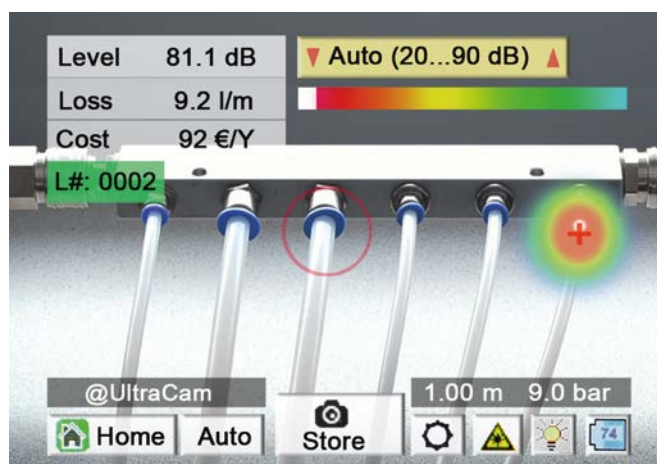 Level 81.1 dB
▼ Auto (20...90 dB) ▲
Loss 9.2 l/m
Cost 92 €/Y
L#: 0002
@UltraCam
1.00 m 9.0 bar
Home Auto Store 74